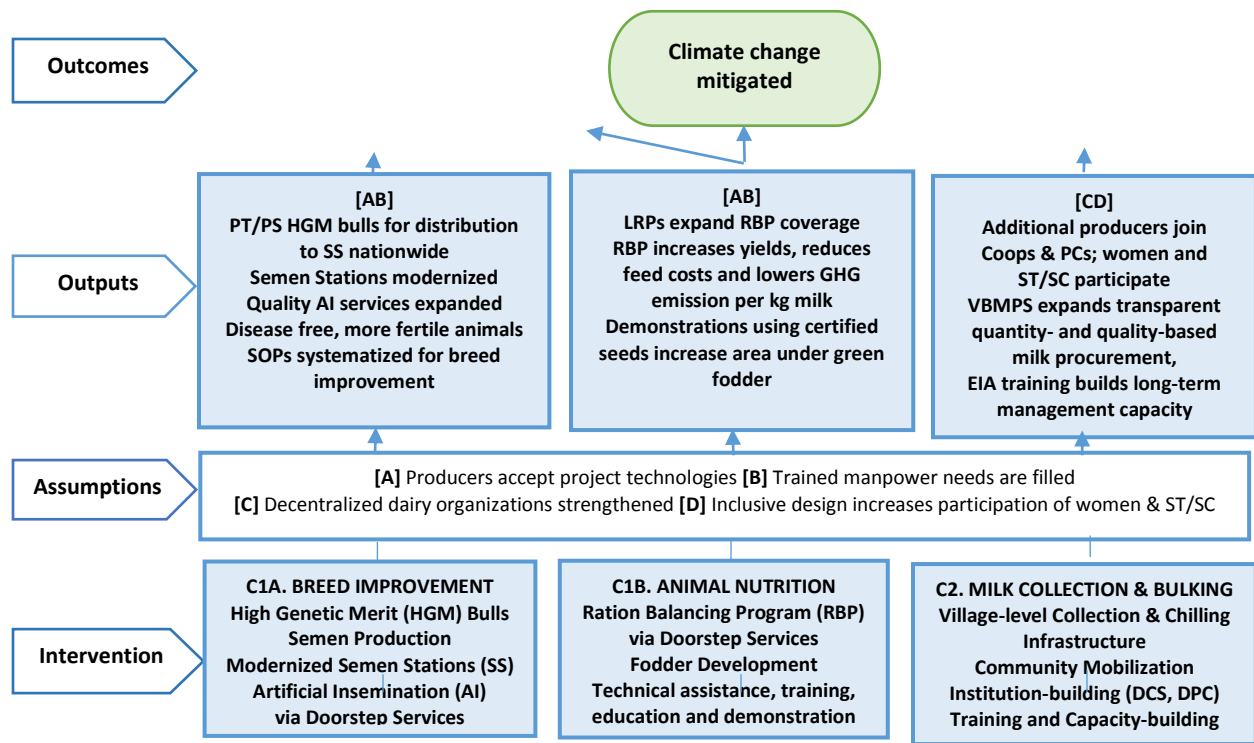 Outcomes
Climate change
mitigated
Outputs
[AB]
PT/PS HGM bulls for distribution
to SS nationwide
Semen Stations modernized
Quality AI services expanded
Disease free, more fertile animals
SOPs systematized for breed
improvement
[AB]
LRPs expand RBP coverage
RBP increases yields, reduces
feed costs and lowers GHG
emission per kg milk
Demonstrations using certified
seeds increase area under green
fodder
[CD]
Additional producers join
Coops & PCs; women and
ST/SC participate
VBMPS expands transparent
quantity- and quality-based
milk procurement,
EIA training builds long-term
management capacity
Assumptions
[A] Producers accept project technologies [B] Trained manpower needs are filled
[C] Decentralized dairy organizations strengthened [D] Inclusive design increases participation of women & ST/SC
Intervention
C1A. BREED IMPROVEMENT
High Genetic Merit (HGM) Bulls
Semen Production
Modernized Semen Stations (SS)
Artificial Insemination (AI)
via Doorstep Services
C1B. ANIMAL NUTRITION
Ration Balancing Program (RBP)
via Doorstep Services
Fodder Development
Technical assistance, training,
education and demonstration
C2. MILK COLLECTION & BULKING
Village-level Collection & Chilling
Infrastructure
Community Mobilization
Institution-building (DCS, DPC)
Training and Capacity-building